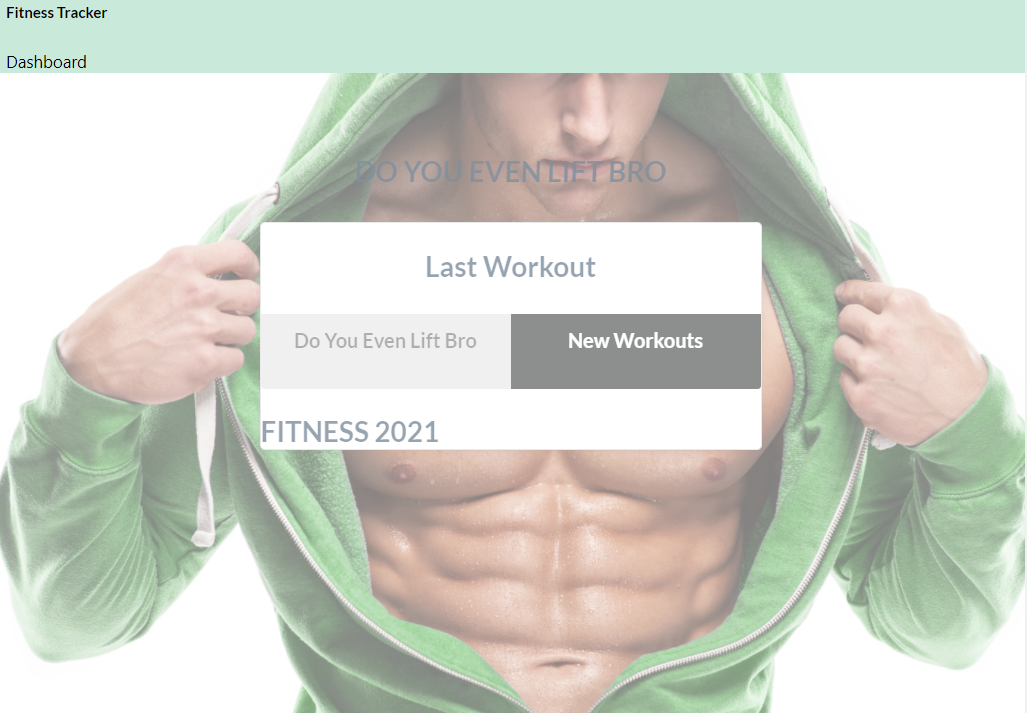 Fitness Tracker
Dashboard
DO YOU EVEN LIFT BRO
Last Workout
Do You Even Lift Bro
New Workouts
FITNESS 2021